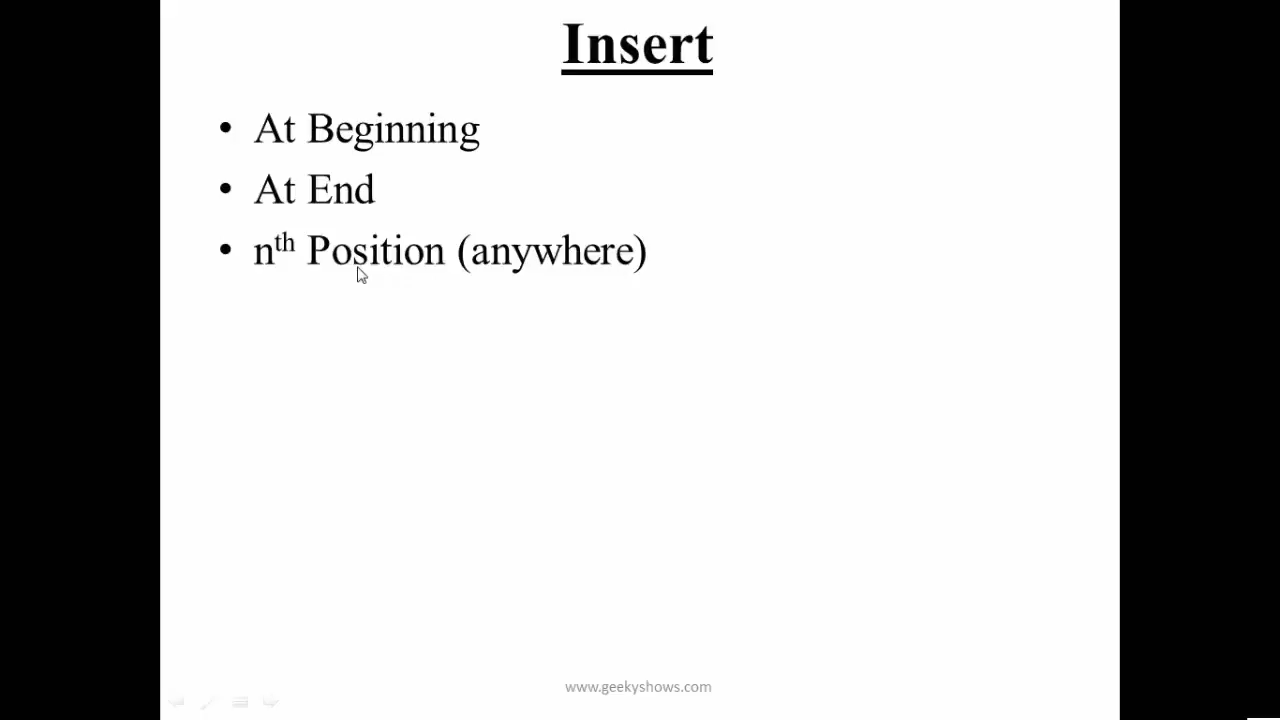 Insert
• At Beginning
• At End
• nth Position (anywhere)
www.geekyshows.com